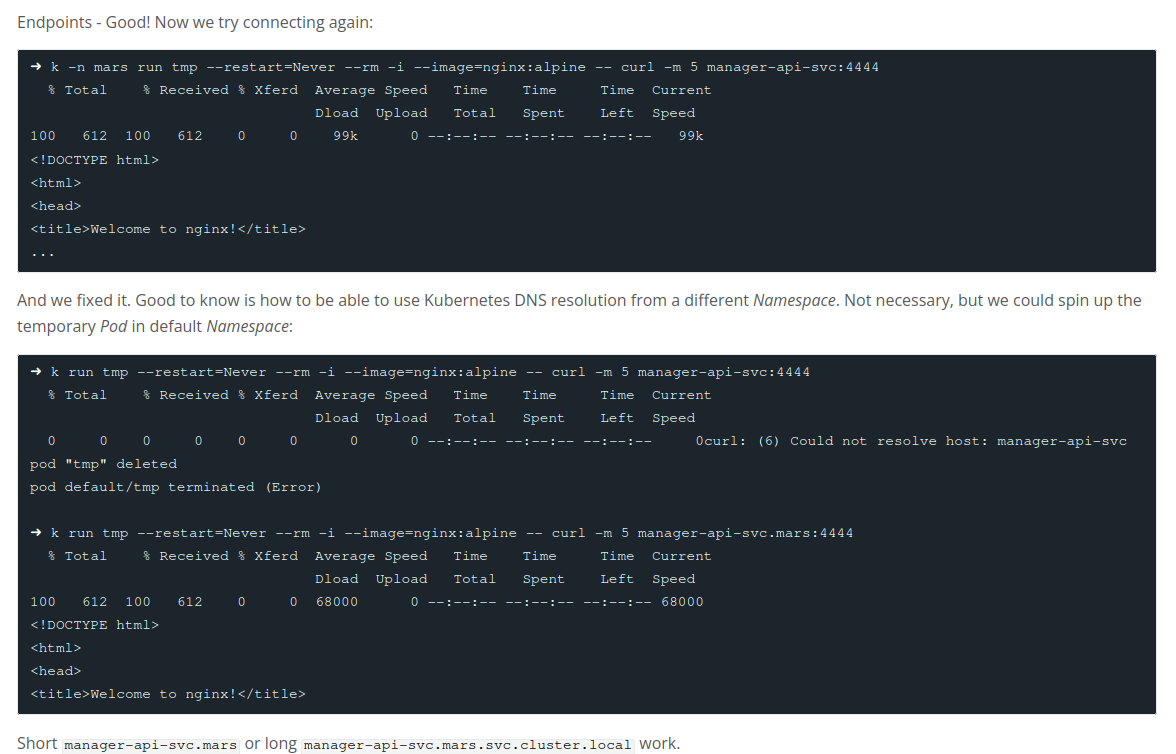 Endpoints - Good! Now we try connecting again:
➜ k -n mars run tmp --restart=Never --rm -i --image=nginx:alpine -- curl -m 5 manager-api-svc:4444
  % Total    % Received % Xferd  Average Speed   Time    Time     Time  Current
                                 Dload  Upload   Total   Spent    Left  Speed
100   612  100   612    0     0    99k      0 --:--:-- --:--:-- --:--:--   99k
<!DOCTYPE html>
<html>
<head>
<title>Welcome to nginx!</title>
...
And we fixed it. Good to know is how to be able to use Kubernetes DNS resolution from a different Namespace. Not necessary, but we could spin up the
temporary Pod in default Namespace:
➜ k run tmp --restart=Never --rm -i --image=nginx:alpine -- curl -m 5 manager-api-svc:4444
  % Total    % Received % Xferd  Average Speed   Time    Time     Time  Current
                                 Dload  Upload   Total   Spent    Left  Speed
  0     0    0     0    0     0      0      0 --:--:-- --:--:-- --:--:--     0curl: (6) Could not resolve host: manager-api-svc
pod "tmp" deleted
pod default/tmp terminated (Error)
➜ k run tmp --restart=Never --rm -i --image=nginx:alpine -- curl -m 5 manager-api-svc.mars:4444
  % Total    % Received % Xferd  Average Speed   Time    Time     Time  Current
                                 Dload  Upload   Total   Spent    Left  Speed
100   612  100   612    0     0  68000      0 --:--:-- --:--:-- --:--:-- 68000
<!DOCTYPE html>
<html>
<head>
<title>Welcome to nginx!</title>
Short manager-api-svc.mars or long manager-api-svc.mars.svc.cluster.local work.